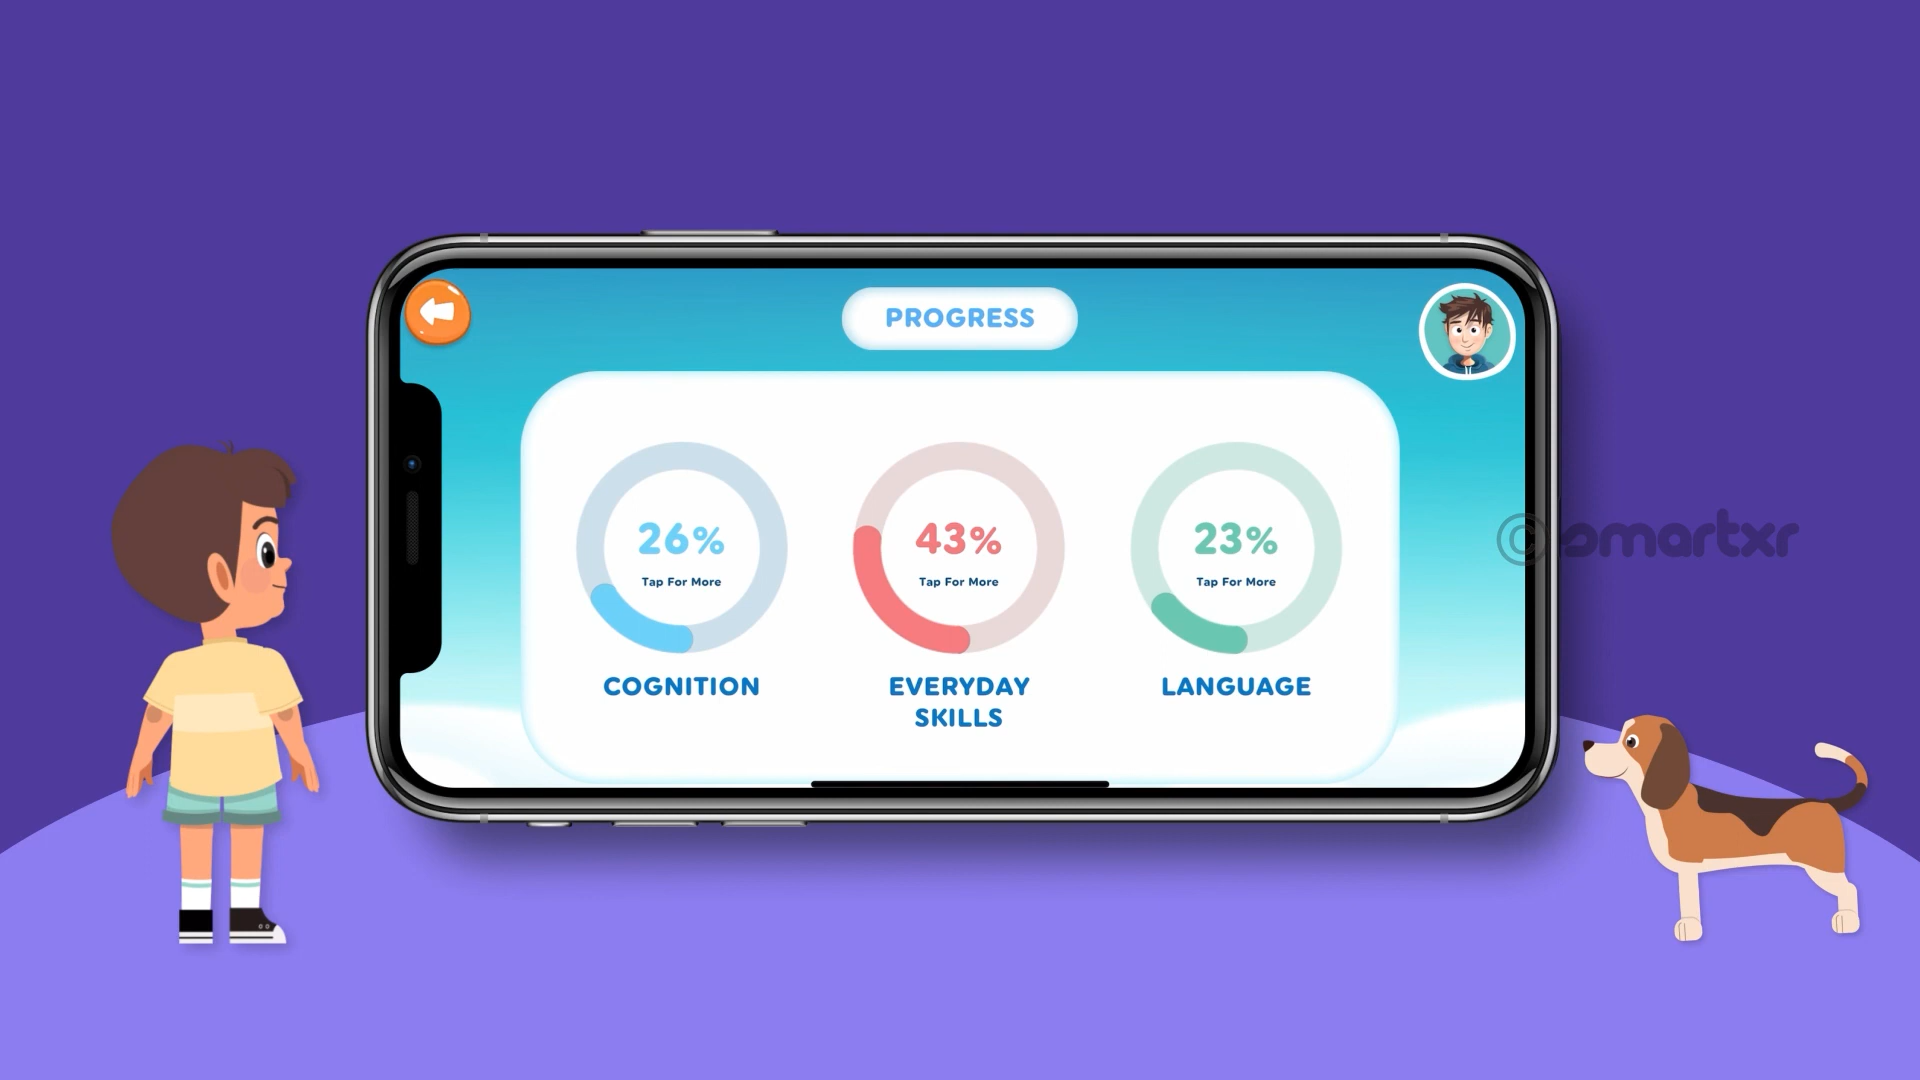 PROGRESS
26%
Tap For More
COGNITION
43%
Tap For More
EVERYDAY
SKILLS
23%
Tap For More
LANGUAGE
© smartxr